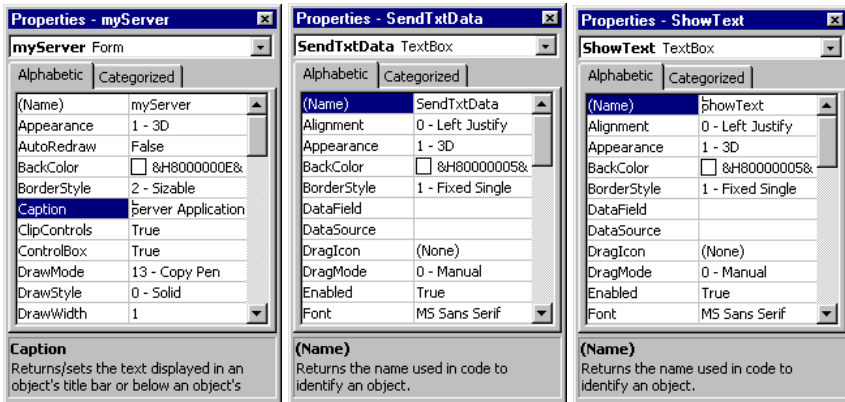 Properties - myServer
myServer Form
Alphabetic Categorized
(Name) myServer
Appearance 1 - 3D
AutoRedraw False
BackColor &H8000000E&
BorderStyle 2 - Sizable
Caption Server Application
ClipControls True
ControlBox True
DrawMode 13 - Copy Pen
DrawStyle 0 - Solid
DrawWidth 1
Caption
Returns/sets the text displayed in an
object's title bar or below an object's
Properties - SendTxtData
SendTxtData TextBox
Alphabetic Categorized
(Name) SendTxtData
Alignment 0 - Left Justify
Appearance 1 - 3D
BackColor &H80000005&
BorderStyle 1 - Fixed Single
DataField
DataSource
DragIcon (None)
DragMode 0 - Manual
Enabled True
Font MS Sans Serif
(Name)
Returns the name used in code to
identify an object.
Properties - ShowText
ShowText TextBox
Alphabetic Categorized
(Name) ShowText
Alignment 0 - Left Justify
Appearance 1 - 3D
BackColor &H80000005&
BorderStyle 1 - Fixed Single
DataField
DataSource
DragIcon (None)
DragMode 0 - Manual
Enabled True
Font MS Sans Serif
(Name)
Returns the name used in code to
identify an object.